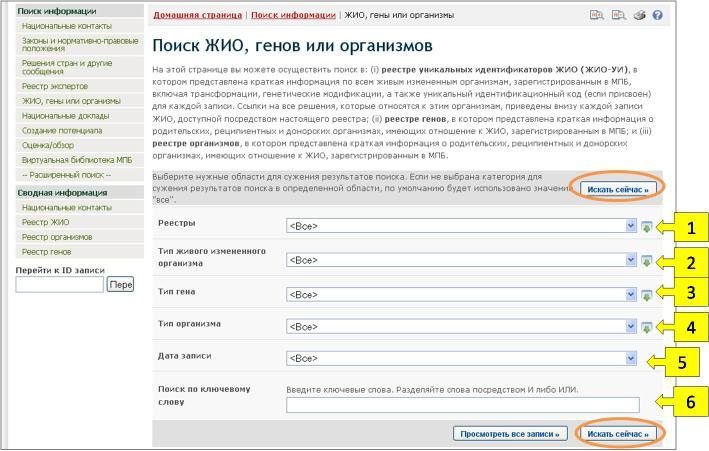 Поиск информации
Национальные контакты
Законы и нормативно-правовые
положения
Решения стран и другие
сообщения
Реестр экспертов
ЖИО, гены или организмы
Национальные доклады
Создание потенциала
Оценка/обзор
Виртуальная библиотека МПБ
-- Расширенный поиск --
Сводная информация
Национальные контакты
Реестр ЖИО
Реестр организмов
Реестр генов
Перейти к ID записи
Пере
Домашняя страница | Поиск информации | ЖИО, гены или организмы
Поиск ЖИО, генов или организмов
На этой странице вы можете осуществить поиск в: (i) реестре уникальных идентификаторов ЖИО (ЖИО-УИ), в
котором представлена краткая информация по всем живым измененным организмам, зарегистрированным в МПБ,
включая трансформации, генетические модификации, а также уникальный идентификационный код (если присвоен)
для каждой записи. Ссылки на все решения, которые относятся к этим организмам, приведены внизу каждой записи
ЖИО, доступной посредством настоящего реестра; (ii) реестре генов, в котором представлена краткая информация о
родительских, реципиентных и донорских организмах, имеющих отношение к ЖИО, зарегистрированным в МПБ; и (iii)
реестре организмов, в котором представлена краткая информация о родительских, реципиентных и донорских
организмах, имеющих отношение к ЖИО, зарегистрированным в МПБ.
Выберите нужные области для сужения результатов поиска. Если не выбрана категория для
сужения результатов поиска в определенной области, по умолчанию будет использовано значение
"все".
Искать сейчас »
Реестры
<Все>
1
Тип живого измененного
организма
<Все>
2
Тип гена
<Все>
3
Тип организма
<Все>
4
Дата записи
<Все>
5
Поиск по ключевому
слову
Введите ключевые слова. Разделяйте слова посредством И либо ИЛИ.
6
Просмотреть все записи »
Искать сейчас »